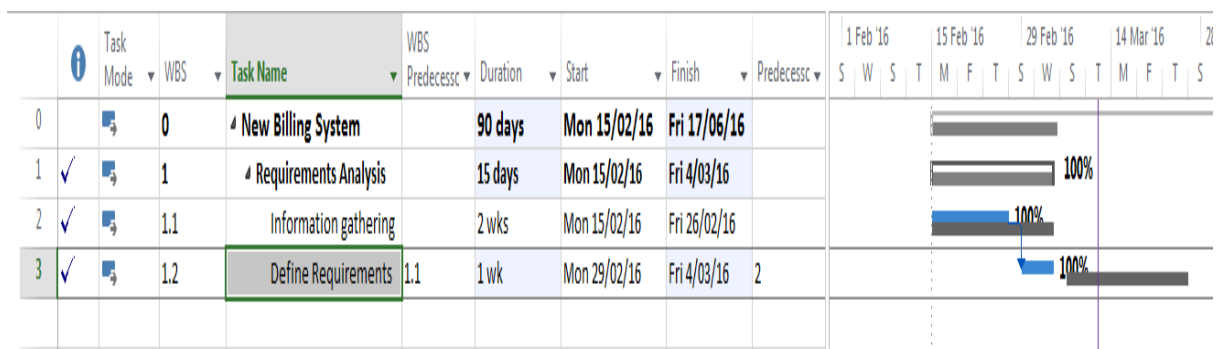 1 Feb '16 15 Feb '16 29 Feb '16 14 Mar '16 28
Task Mode WBS Task Name WBS Predecessc Duration Start Finish Predecessc S W S T M F T S W S T M F T S
0 0 New Billing System 90 days Mon 15/02/16 Fri 17/06/16
1 1 Requirements Analysis 15 days Mon 15/02/16 Fri 4/03/16 100%
2 1.1 Information gathering 2 wks Mon 15/02/16 Fri 26/02/16 100%
3 1.2 Define Requirements 1.1 1 wk Mon 29/02/16 Fri 4/03/16 2 100%